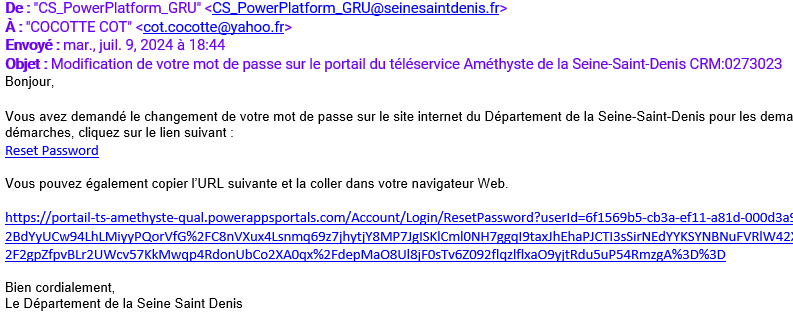 De : "CS_PowerPlatform_GRU" <CS_PowerPlatform_GRU@seinesaintdenis.fr>
À : "COCOTTE COT" <cot.cocotte@yahoo.fr>
Envoyé : mar., juil. 9, 2024 à 18:44
Objet : Modification de votre mot de passe sur le portail du téléservice Améthyste de la Seine-Saint-Denis CRM:0273023
Bonjour,
Vous avez demandé le changement de votre mot de passe sur le site internet du Département de la Seine-Saint-Denis pour les dema
démarches, cliquez sur le lien suivant :
Reset Password
Vous pouvez également copier l'URL suivante et la coller dans votre navigateur Web.
https://portail-ts-amethyste-qual.powerappsportals.com/Account/Login/ResetPassword?userId=6f1569b5-cb3a-ef11-a81d-000d3a9
2BdYyUCw94LhLMiyyPQorVfG%2FC8nVXux4Lsnmq69z7jhytjY8MP7JgISKlCml0NH7ggqI9taxJhEhaPJCTI3sSirNEdYYKSYNBNuFVRlW42X
2F2gpZfpvBLr2UWcv57KkMwqp4RdonUbCo2XA0qx%2FdepMaO8Ul8jF0sTv6Z092flqzlfIxaO9yjtRdu5uP54RmzgA%3D%3D
Bien cordialement,
Le Département de la Seine Saint Denis